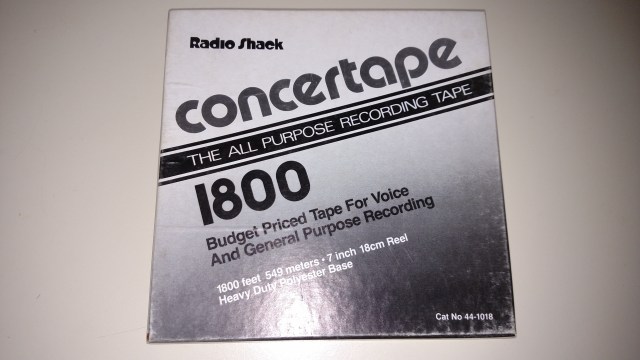 Radio Shack
concertape
THE ALL PURPOSE RECORDING TAPE
1800
Budget Priced Tape For Voice
And General Purpose Recording
1800 feet 549 meters • 7 inch 18cm Reel
Heavy Duty Polyester Base
Cat No 44-1018